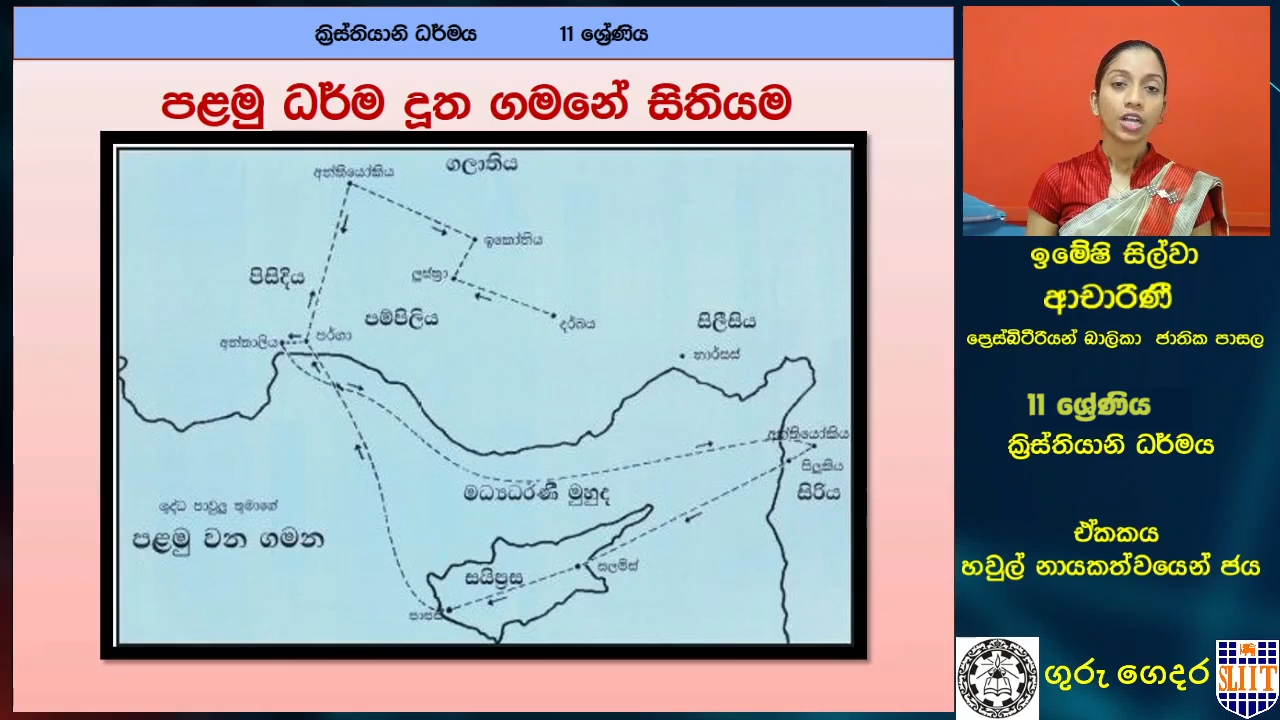 ක්‍රිස්තියානි ධර්මය 11 ශ්‍රේණිය
පළමු ධර්ම දූත ගමනේ සිතියම
අන්ත්‍රියෝකිය
ගලාතිය
ඉකෝනිය
ලුස්ත්‍රා
පිසිදිය
දර්බය
පම්පිලිය
සිලීසිය
පර්ගා
අන්තාලිය
තාර්සස්
අන්ත්‍රියෝකිය
සිලුකිය
සිරිය
මධ්‍යධරණී මුහුද
ශුද්ධ පාවුලු තුමාගේ
පළමු වන ගමන
සලමිස්
සයිප්‍රස
පාපස්
ඉමේෂි සිල්වා
ආචාරිණී
ප්‍රෙස්බිටීරියන් බාලිකා ජාතික පාසල
11 ශ්‍රේණිය
ක්‍රිස්තියානි ධර්මය
ඒකකය
හවුල් නායකත්වයෙන් ජය
ගුරු ගෙදර
SLIIT